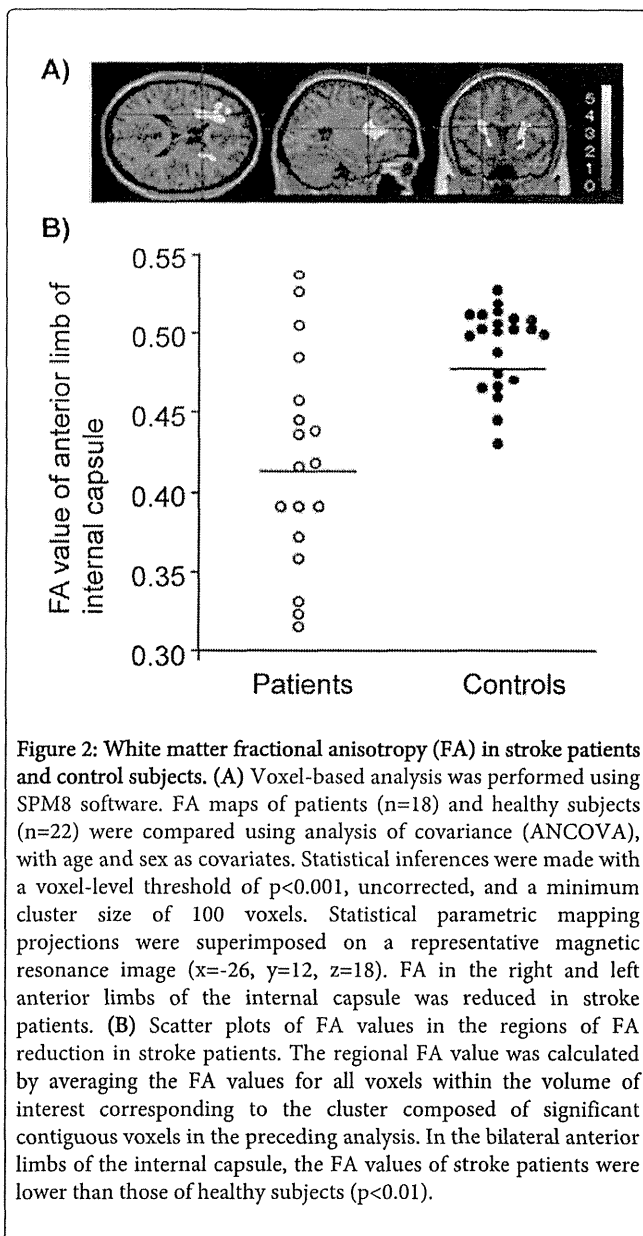 A)
5
4
3
2
1
0
B)
FA value of anterior limb of
internal capsule
0.55
0.50
0.45
0.40
0.35
0.30
Patients Controls
Figure 2: White matter fractional anisotropy (FA) in stroke patients
and control subjects. (A) Voxel-based analysis was performed using
SPM8 software. FA maps of patients (n=18) and healthy subjects
(n=22) were compared using analysis of covariance (ANCOVA),
with age and sex as covariates. Statistical inferences were made with
a voxel-level threshold of p<0.001, uncorrected, and a minimum
cluster size of 100 voxels. Statistical parametric mapping
projections were superimposed on a representative magnetic
resonance image (x=-26, y=12, z=18). FA in the right and left
anterior limbs of the internal capsule was reduced in stroke
patients. (B) Scatter plots of FA values in the regions of FA
reduction in stroke patients. The regional FA value was calculated
by averaging the FA values for all voxels within the volume of
interest corresponding to the cluster composed of significant
contiguous voxels in the preceding analysis. In the bilateral anterior
limbs of the internal capsule, the FA values of stroke patients were
lower than those of healthy subjects (p<0.01).